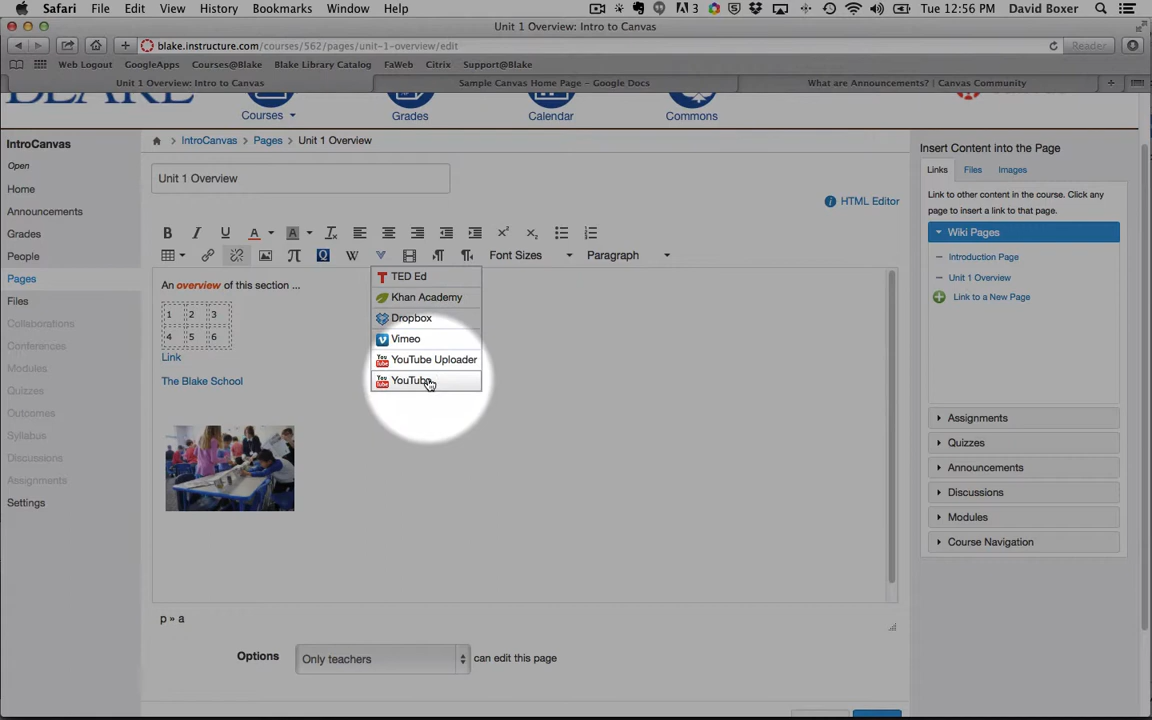 Safari File Edit View History Bookmarks Window Help 3 5 Tue 12:56 PM David Boxer
Unit 1 Overview: Intro to Canvas
blake.instructure.com/courses/562/pages/unit-1-overview/edit Reader
Web Logout GoogleApps Courses@Blake Blake Library Catalog FaWeb Citrix Support@Blake
Unit 1 Overview: Intro to Canvas Sample Canvas Home Page - Google Docs What are Announcements? | Canvas Community
BLAKE Courses Grades Calendar Commons
IntroCanvas
Open
Home
Announcements
Grades
People
Pages
Files
Collaborations
Conferences
Modules
Quizzes
Outcomes
Syllabus
Discussions
Assignments
Settings
IntroCanvas > Pages > Unit 1 Overview
Unit 1 Overview
HTML Editor
B I U A A Font Sizes Paragraph
An overview of this section ...
1 2 3
4 5 6
Link
The Blake School
TED Ed
Khan Academy
Dropbox
Vimeo
YouTube Uploader
YouTube
p » a
Options Only teachers can edit this page
Insert Content into the Page
Links Files Images
Link to other content in the course. Click any
page to insert a link to that page.
Wiki Pages
Introduction Page
Unit 1 Overview
Link to a New Page
Assignments
Quizzes
Announcements
Discussions
Modules
Course Navigation